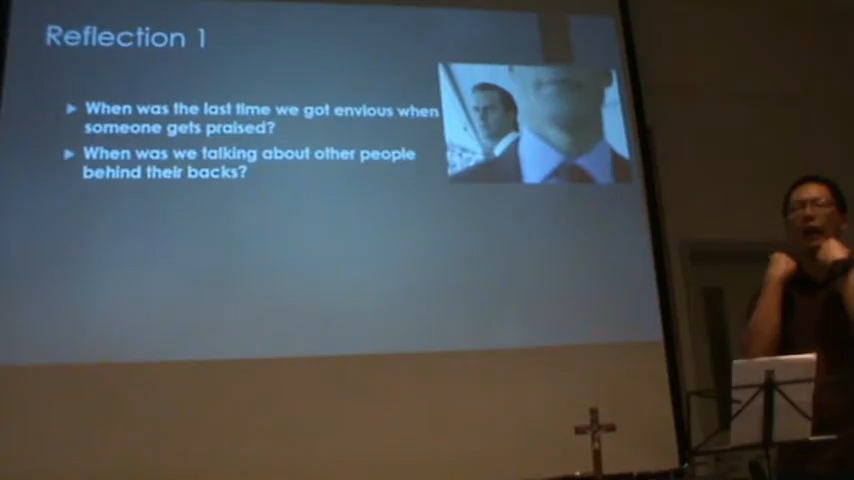 Reflection 1
When was the last time we got envious when
someone gets praised?
When was we talking about other people
behind their backs?